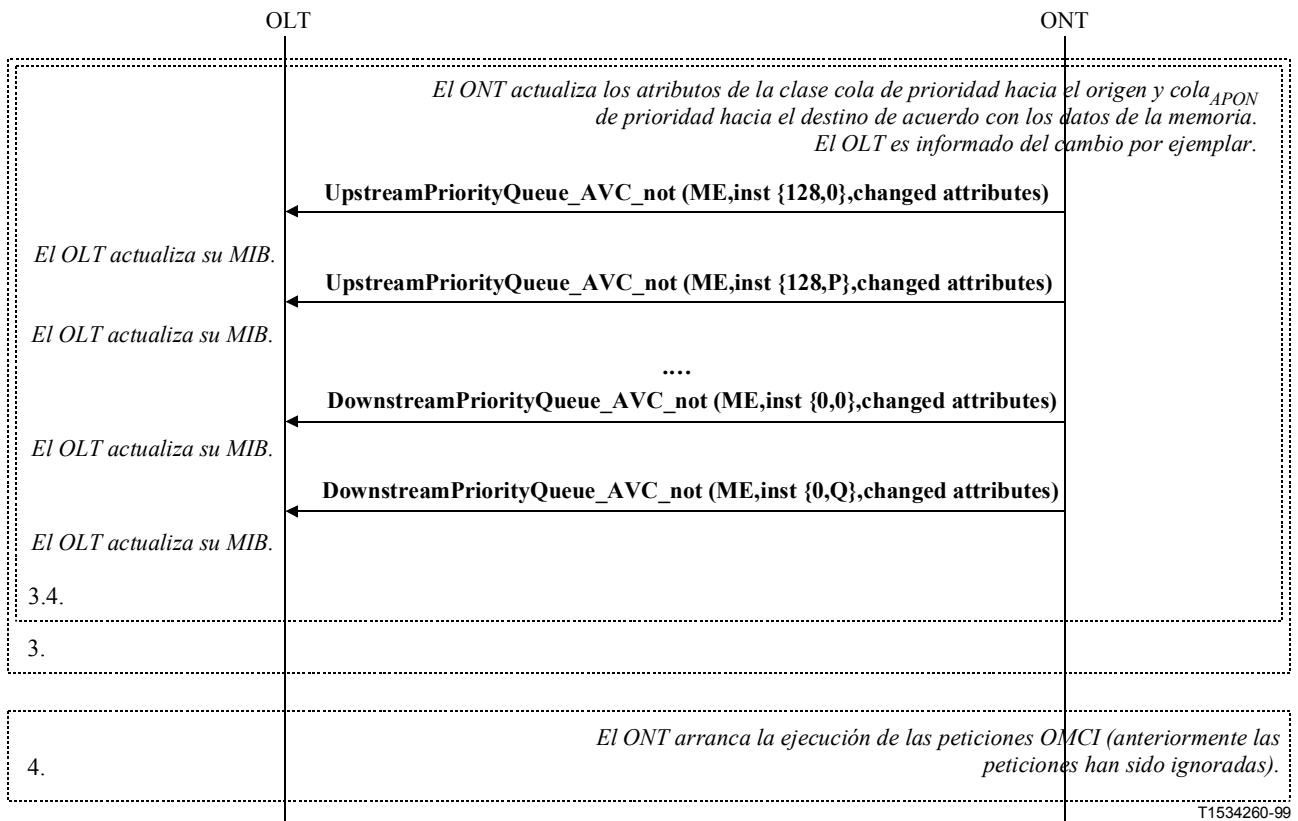 OLT ONT
El ONT actualiza los atributos de la clase cola de prioridad hacia el origen y cola_APON
de prioridad hacia el destino de acuerdo con los datos de la memoria.
El OLT es informado del cambio por ejemplar.
UpstreamPriorityQueue_AVC_not (ME,inst {128,0},changed attributes)
El OLT actualiza su MIB.
UpstreamPriorityQueue_AVC_not (ME,inst {128,P},changed attributes)
El OLT actualiza su MIB.
.…
DownstreamPriorityQueue_AVC_not (ME,inst {0,0},changed attributes)
El OLT actualiza su MIB.
DownstreamPriorityQueue_AVC_not (ME,inst {0,Q},changed attributes)
El OLT actualiza su MIB.
3.4.
3.
El ONT arranca la ejecución de las peticiones OMCI (anteriormente las
peticiones han sido ignoradas).
4.
T1534260-99